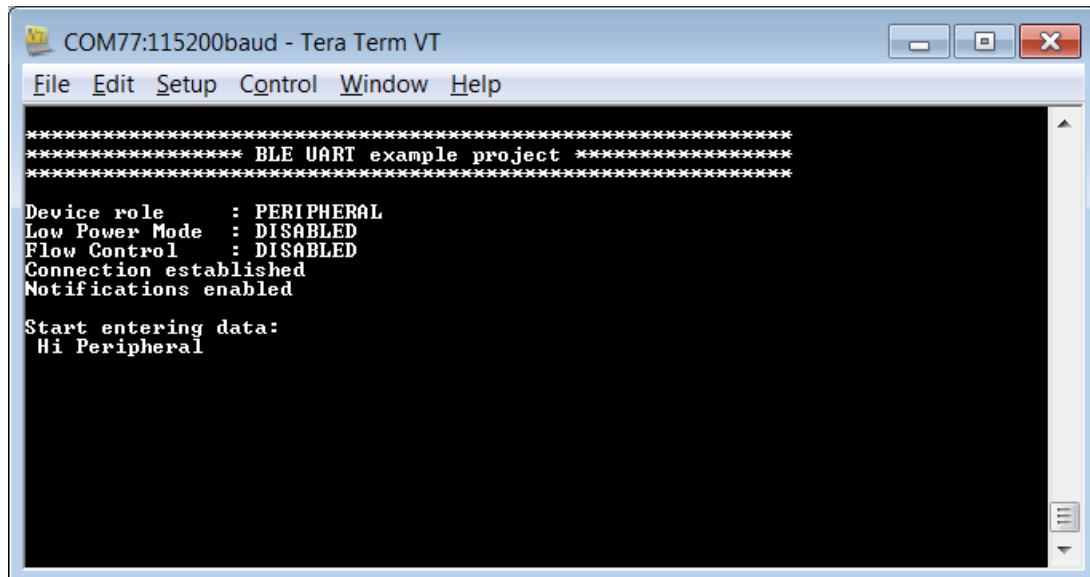 COM77:115200baud - Tera Term VT
File Edit Setup Control Window Help
************************************************************
***************** BLE UART example project *****************
************************************************************
Device role     : PERIPHERAL
Low Power Mode  : DISABLED
Flow Control    : DISABLED
Connection established
Notifications enabled
Start entering data:
 Hi Peripheral